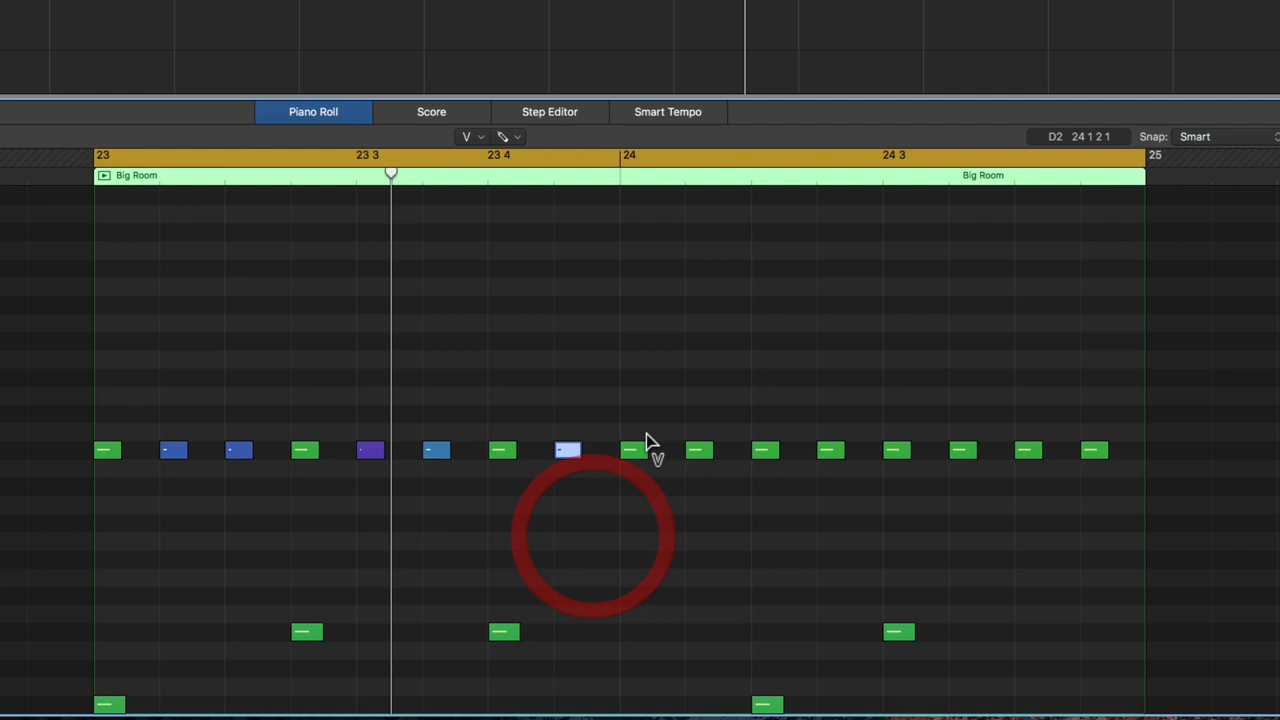 Piano Roll Score Step Editor Smart Tempo
V D2 24 1 2 1 Snap: Smart
23 23 3 23 4 24 24 3 25
Big Room Big Room
V